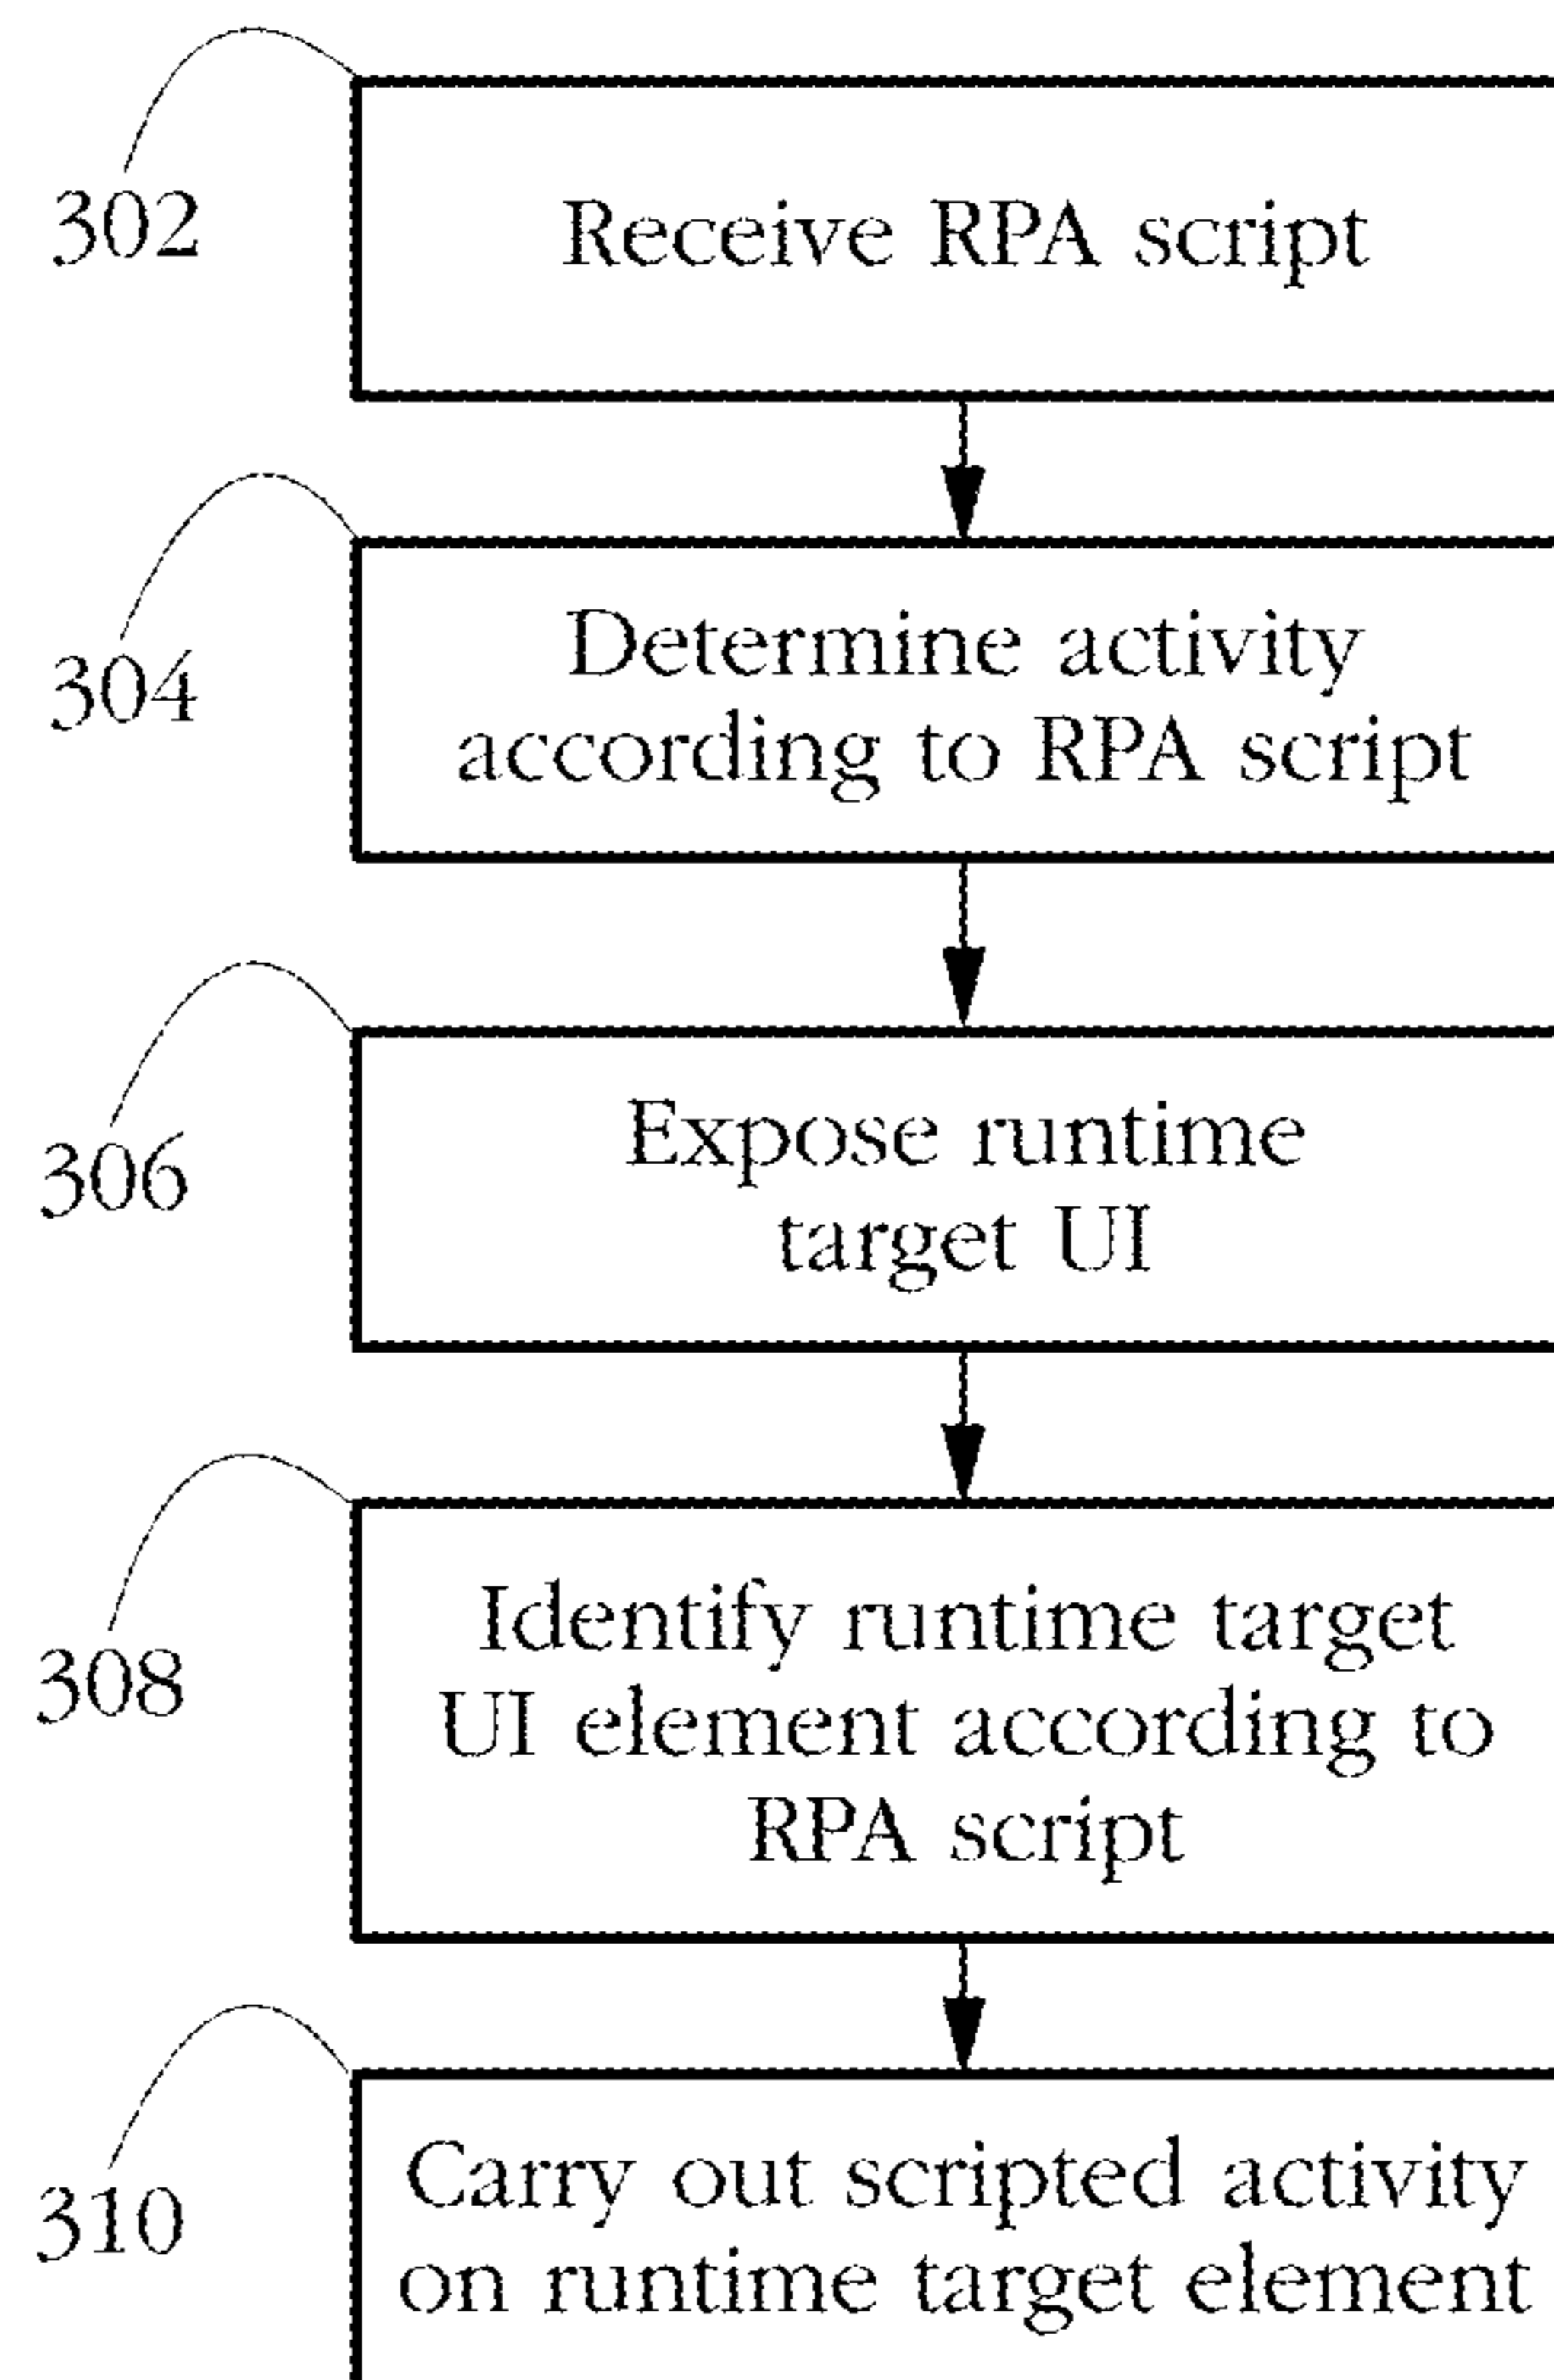 302
Receive RPA script
304
Determine activity
according to RPA script
306
Expose runtime
target UI
308
Identify runtime target
UI element according to
RPA script
310
Carry out scripted activity
on runtime target element